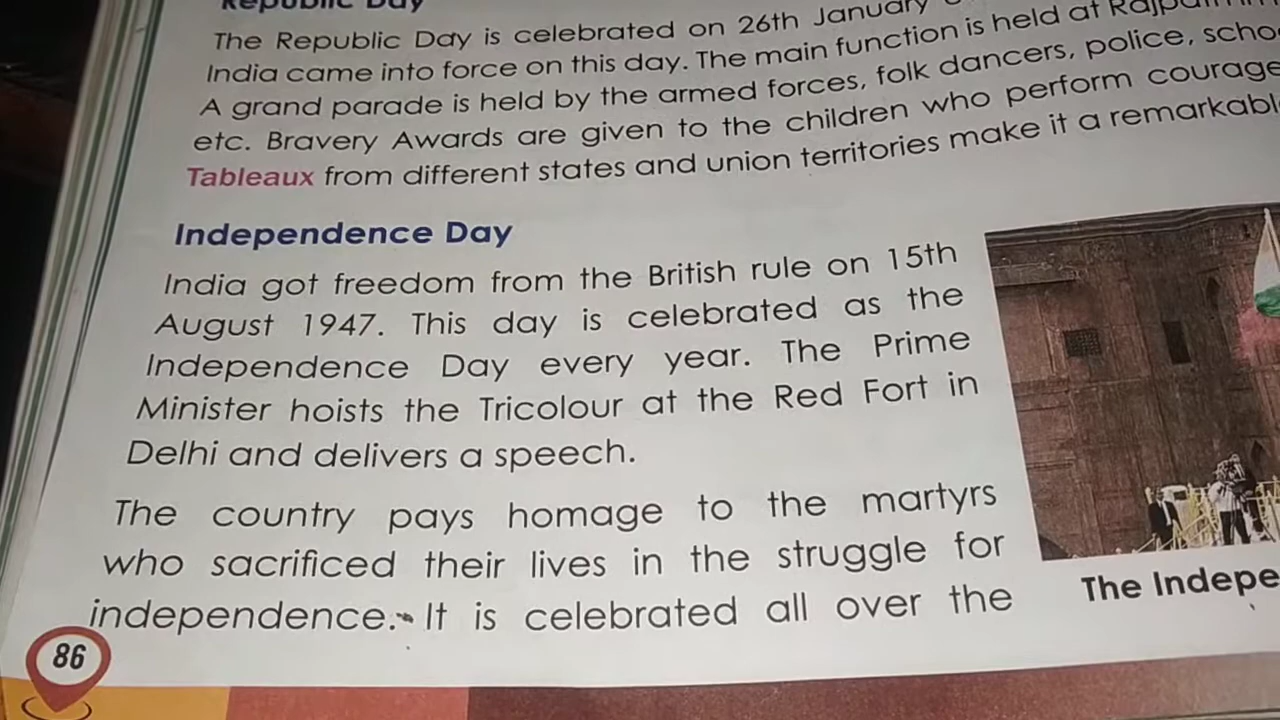 Republic Day
The Republic Day is celebrated on 26th January
India came into force on this day. The main function is held at
A grand parade is held by the armed forces, folk dancers, police,
etc. Bravery Awards are given to the children who perform
Tableaux from different states and union territories make it a
Independence Day
India got freedom from the British rule on 15th
August 1947. This day is celebrated as the
Independence Day every year. The Prime
Minister hoists the Tricolour at the Red Fort in
Delhi and delivers a speech.
The country pays homage to the martyrs
who sacrificed their lives in the struggle for
independence. It is celebrated all over the
The
86